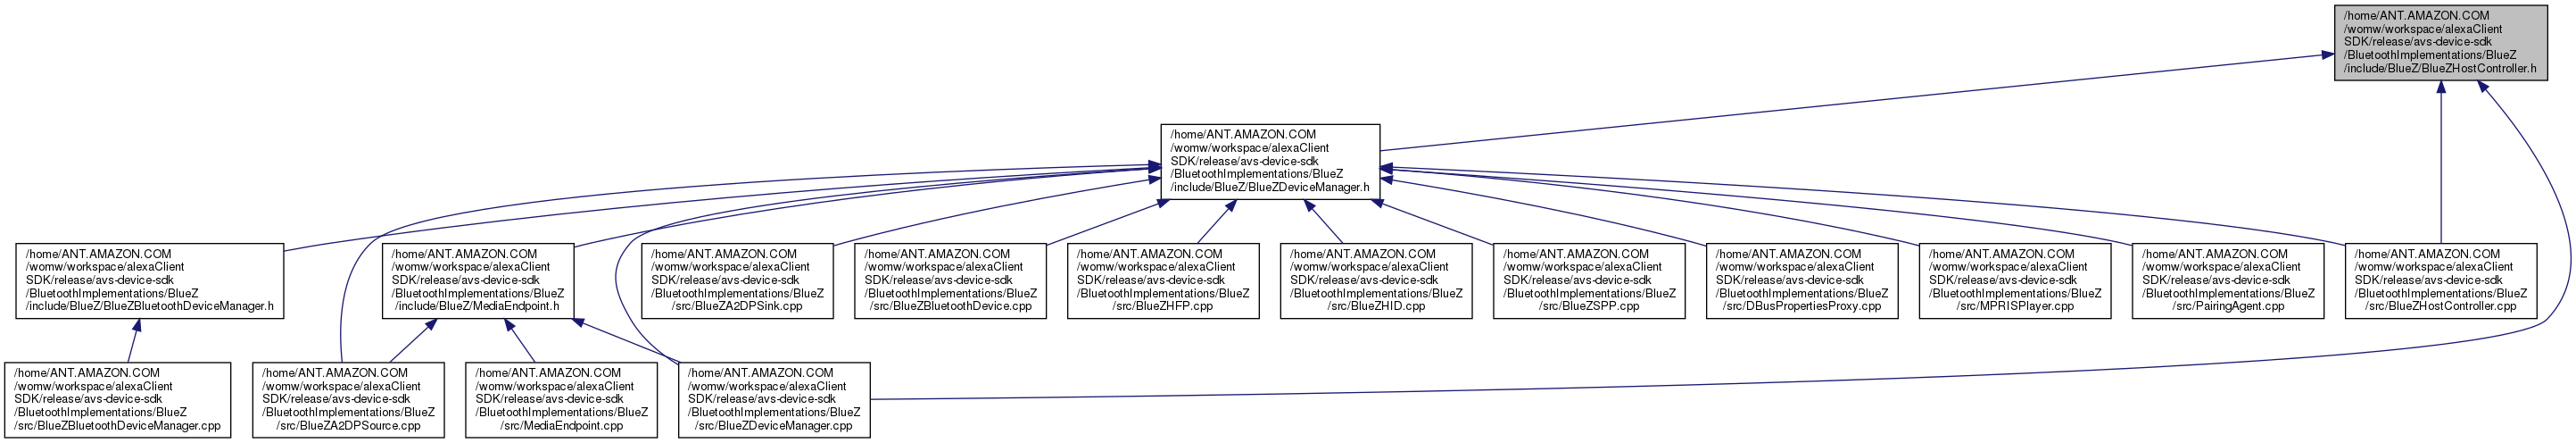 /home/ANT.AMAZON.COM
/womw/workspace/alexaClient
SDK/release/avs-device-sdk
/BluetoothImplementations/BlueZ
/include/BlueZ/BlueZHostController.h
/home/ANT.AMAZON.COM
/womw/workspace/alexaClient
SDK/release/avs-device-sdk
/BluetoothImplementations/BlueZ
/include/BlueZ/BlueZDeviceManager.h
/home/ANT.AMAZON.COM
/womw/workspace/alexaClient
SDK/release/avs-device-sdk
/BluetoothImplementations/BlueZ
/include/BlueZ/BlueZBluetoothDeviceManager.h
/home/ANT.AMAZON.COM
/womw/workspace/alexaClient
SDK/release/avs-device-sdk
/BluetoothImplementations/BlueZ
/include/BlueZ/MediaEndpoint.h
/home/ANT.AMAZON.COM
/womw/workspace/alexaClient
SDK/release/avs-device-sdk
/BluetoothImplementations/BlueZ
/src/BlueZA2DPSink.cpp
/home/ANT.AMAZON.COM
/womw/workspace/alexaClient
SDK/release/avs-device-sdk
/BluetoothImplementations/BlueZ
/src/BlueZBluetoothDevice.cpp
/home/ANT.AMAZON.COM
/womw/workspace/alexaClient
SDK/release/avs-device-sdk
/BluetoothImplementations/BlueZ
/src/BlueZHFP.cpp
/home/ANT.AMAZON.COM
/womw/workspace/alexaClient
SDK/release/avs-device-sdk
/BluetoothImplementations/BlueZ
/src/BlueZHID.cpp
/home/ANT.AMAZON.COM
/womw/workspace/alexaClient
SDK/release/avs-device-sdk
/BluetoothImplementations/BlueZ
/src/BlueZSPP.cpp
/home/ANT.AMAZON.COM
/womw/workspace/alexaClient
SDK/release/avs-device-sdk
/BluetoothImplementations/BlueZ
/src/DBusPropertiesProxy.cpp
/home/ANT.AMAZON.COM
/womw/workspace/alexaClient
SDK/release/avs-device-sdk
/BluetoothImplementations/BlueZ
/src/MPRISPlayer.cpp
/home/ANT.AMAZON.COM
/womw/workspace/alexaClient
SDK/release/avs-device-sdk
/BluetoothImplementations/BlueZ
/src/PairingAgent.cpp
/home/ANT.AMAZON.COM
/womw/workspace/alexaClient
SDK/release/avs-device-sdk
/BluetoothImplementations/BlueZ
/src/BlueZHostController.cpp
/home/ANT.AMAZON.COM
/womw/workspace/alexaClient
SDK/release/avs-device-sdk
/BluetoothImplementations/BlueZ
/src/BlueZBluetoothDeviceManager.cpp
/home/ANT.AMAZON.COM
/womw/workspace/alexaClient
SDK/release/avs-device-sdk
/BluetoothImplementations/BlueZ
/src/BlueZA2DPSource.cpp
/home/ANT.AMAZON.COM
/womw/workspace/alexaClient
SDK/release/avs-device-sdk
/BluetoothImplementations/BlueZ
/src/MediaEndpoint.cpp
/home/ANT.AMAZON.COM
/womw/workspace/alexaClient
SDK/release/avs-device-sdk
/BluetoothImplementations/BlueZ
/src/BlueZDeviceManager.cpp